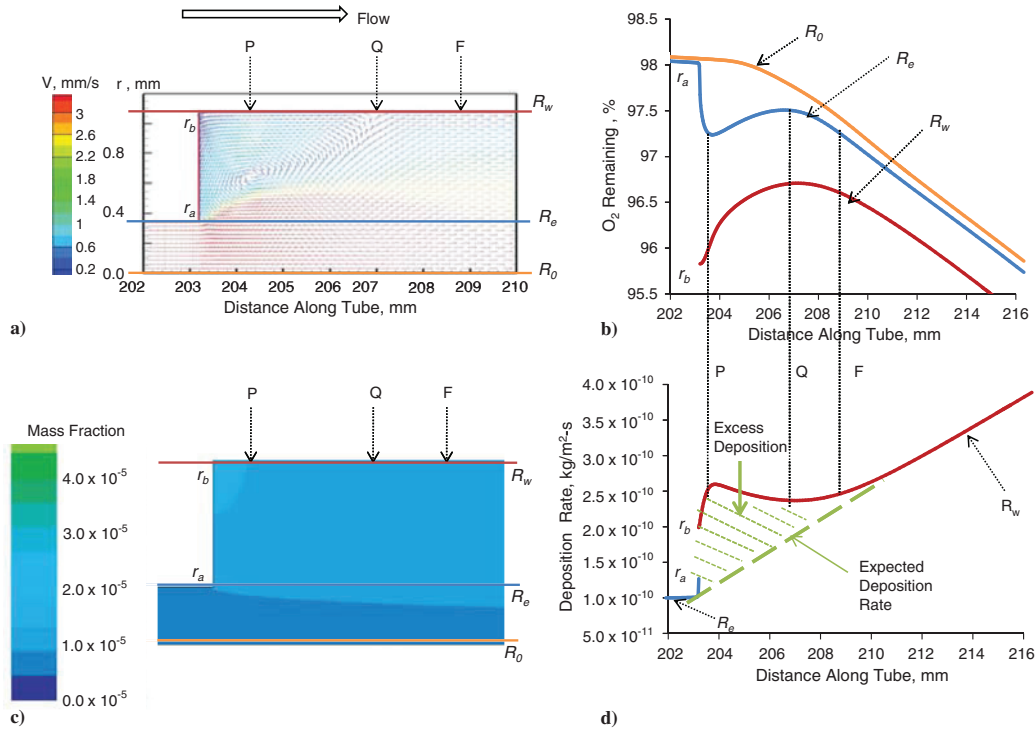 Flow
P Q F
V, mm/s r , mm
3
2.6
2.2
1.8
1.4
1
0.6
0.2
0.8
0.4
0.0
r_b
r_a
R_w
R_e
R_0
202 203 204 205 206 207 208 209 210
Distance Along Tube, mm
a)
98.5
98
97.5
97
96.5
96
95.5
O₂ Remaining , %
R_0
R_e
R_w
r_a
r_b
202 204 206 208 210 212 214 216
Distance Along Tube, mm
b)
P Q F
Mass Fraction
4.0 x 10⁻⁵
3.0 x 10⁻⁵
2.0 x 10⁻⁵
1.0 x 10⁻⁵
0.0 x 10⁻⁵
P Q F
r_b
r_a
R_w
R_e
R_0
c)
4.0 x 10⁻¹⁰
3.5 x 10⁻¹⁰
3.0 x 10⁻¹⁰
2.5 x 10⁻¹⁰
2.0 x 10⁻¹⁰
1.5 x 10⁻¹⁰
1.0 x 10⁻¹⁰
5.0 x 10⁻¹¹
Deposition Rate, kg/m²-s
Excess
Deposition
r_b
r_a
R_e
R_w
Expected
Deposition
Rate
202 204 206 208 210 212 214 216
Distance Along Tube, mm
d)